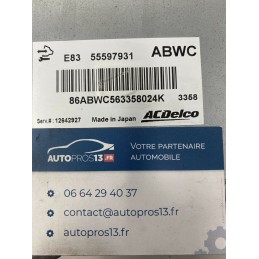 E83 55597931 ABWC
86ABWC563358024K 3358
Serv.#: 12642927 Made in Japan ACDelco
AUTOPROS13.FR
VOTRE PARTENAIRE
AUTOMOBILE
06 64 29 40 37
contact@autopros13.fr
autopros13.fr